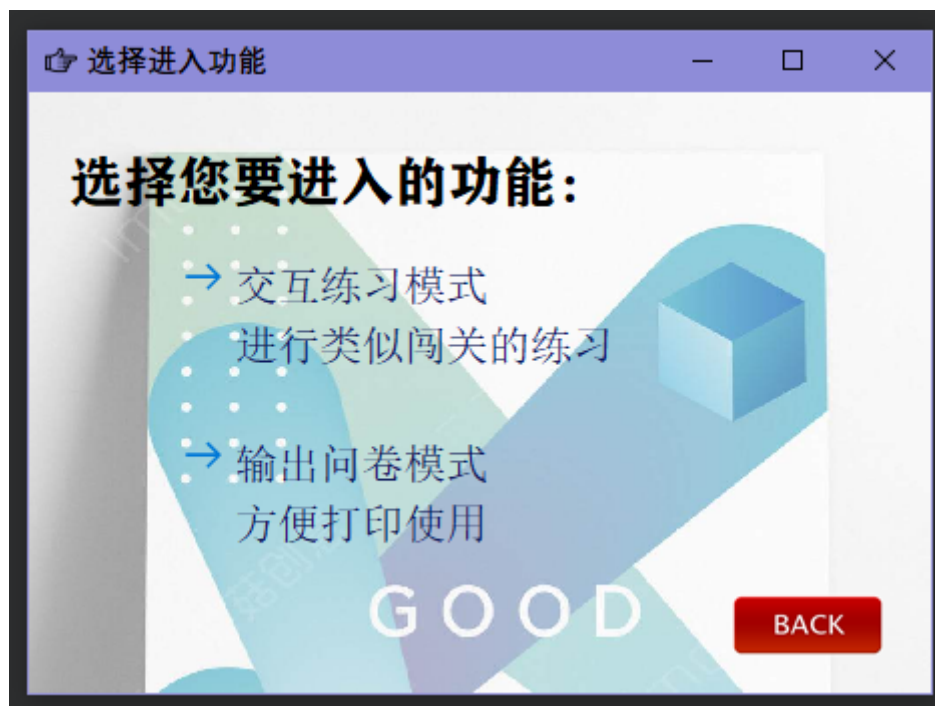 选择进入功能
选择您要进入的功能：
交互练习模式
进行类似闯关的练习
输出问卷模式
方便打印使用
GOOD
BACK